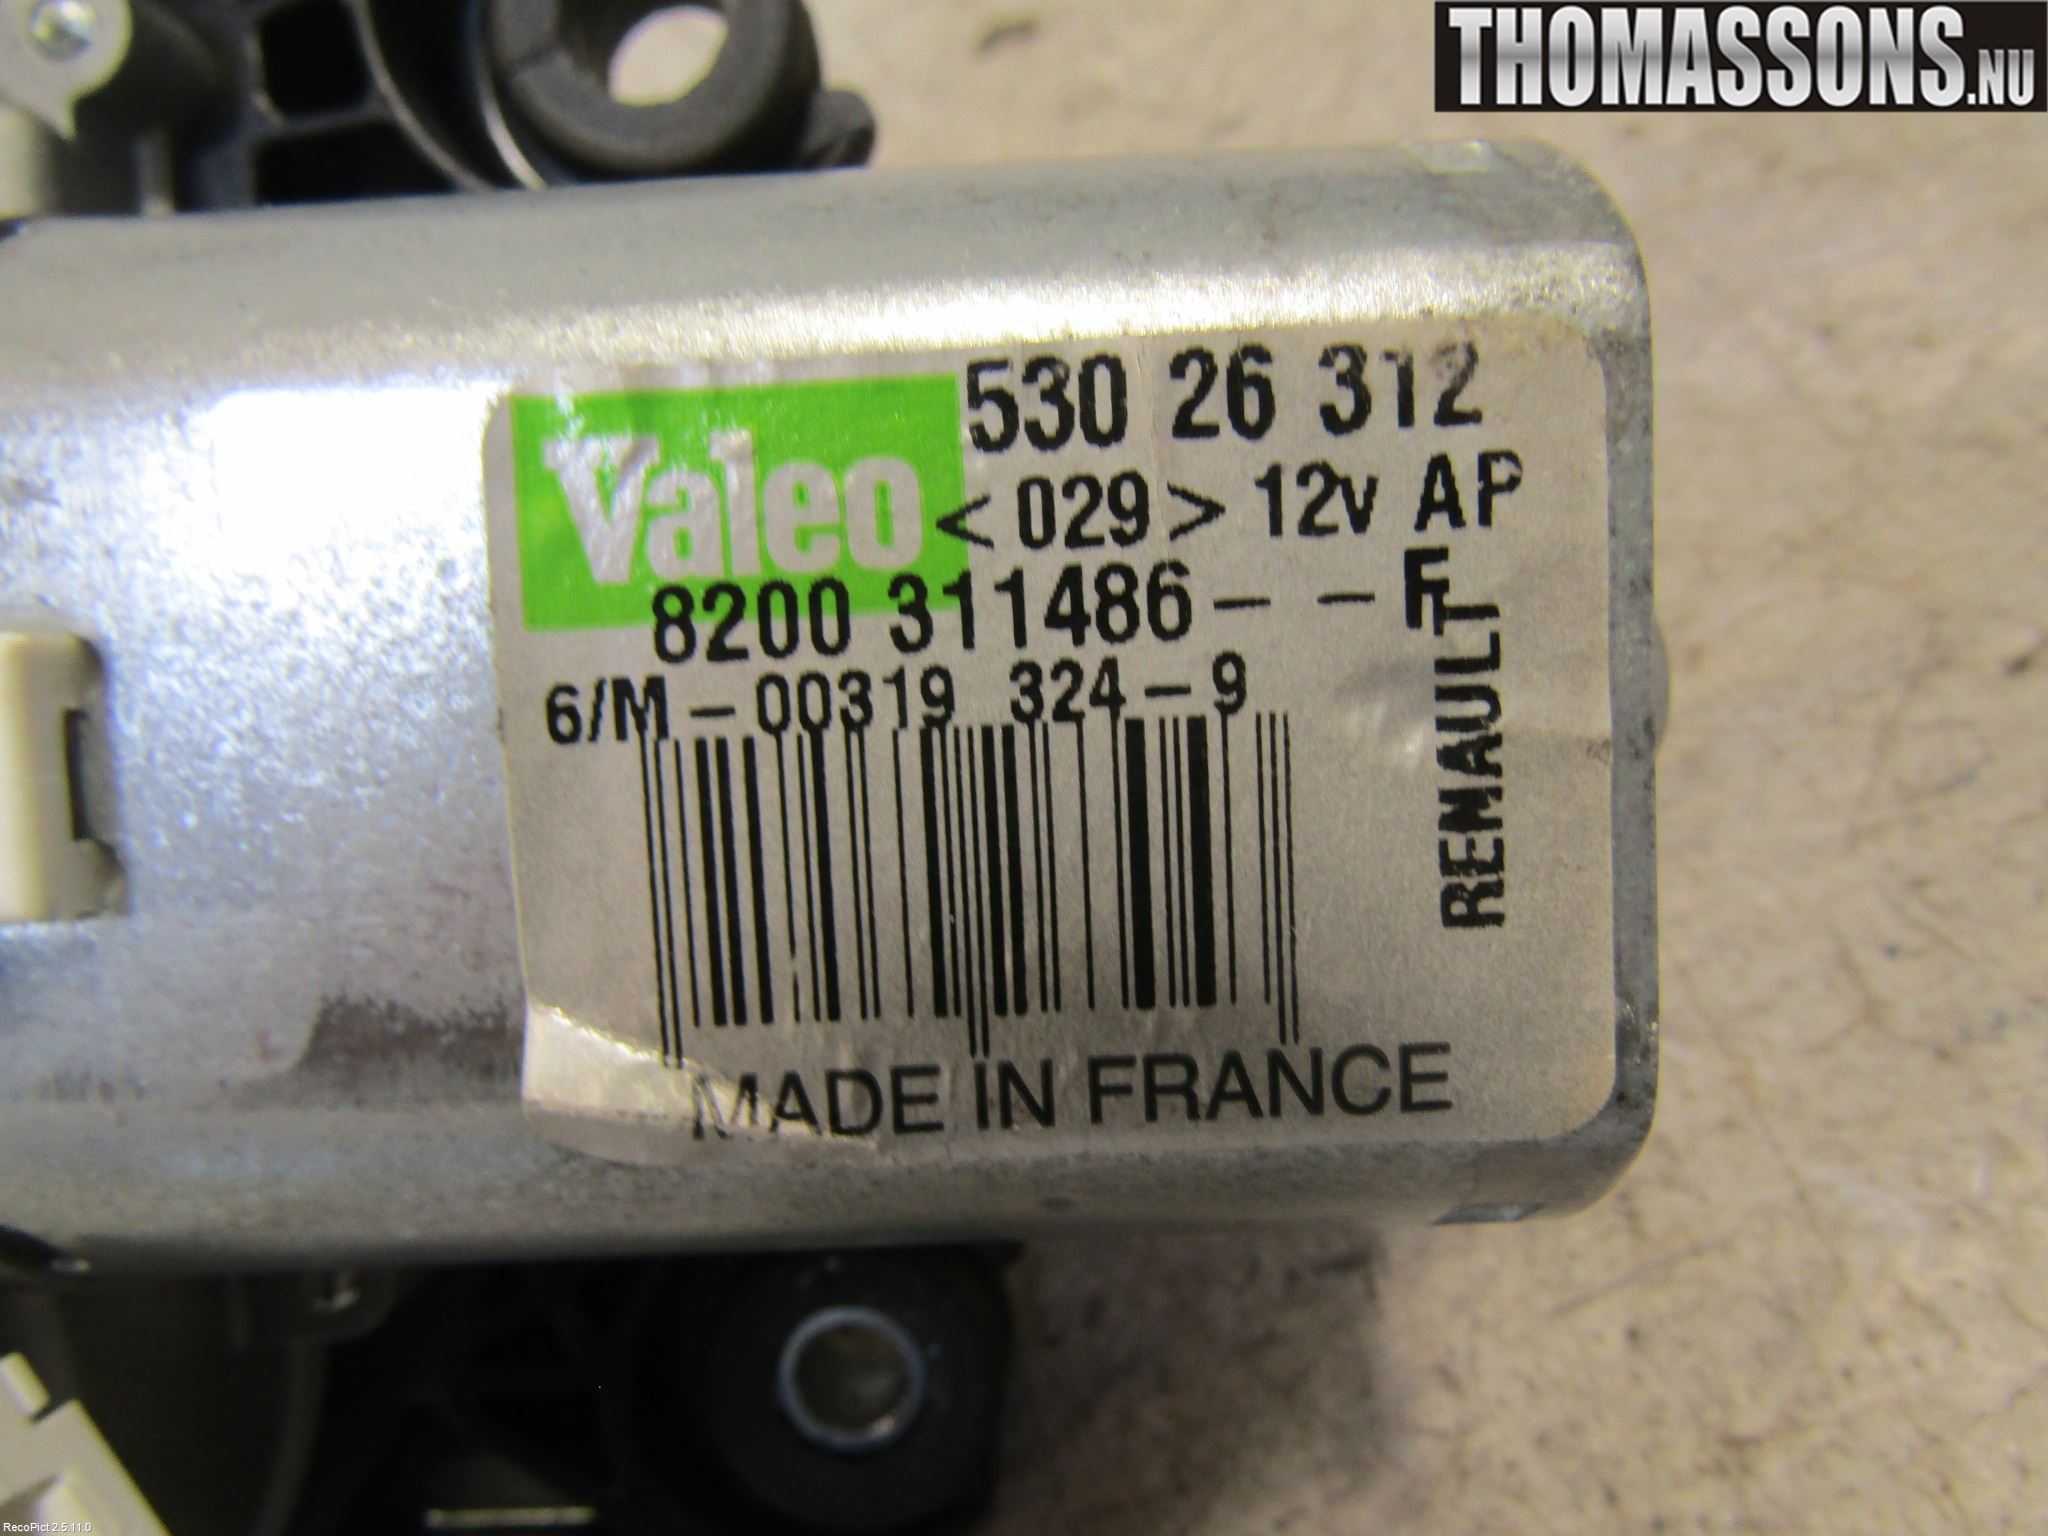 THOMASSONS.NU
Valeo
530 26 312
<029> 12v AP
8200 311486--F
6/M-00319 324-9
RENAULT
MADE IN FRANCE
RecoPict 2.5.11.0